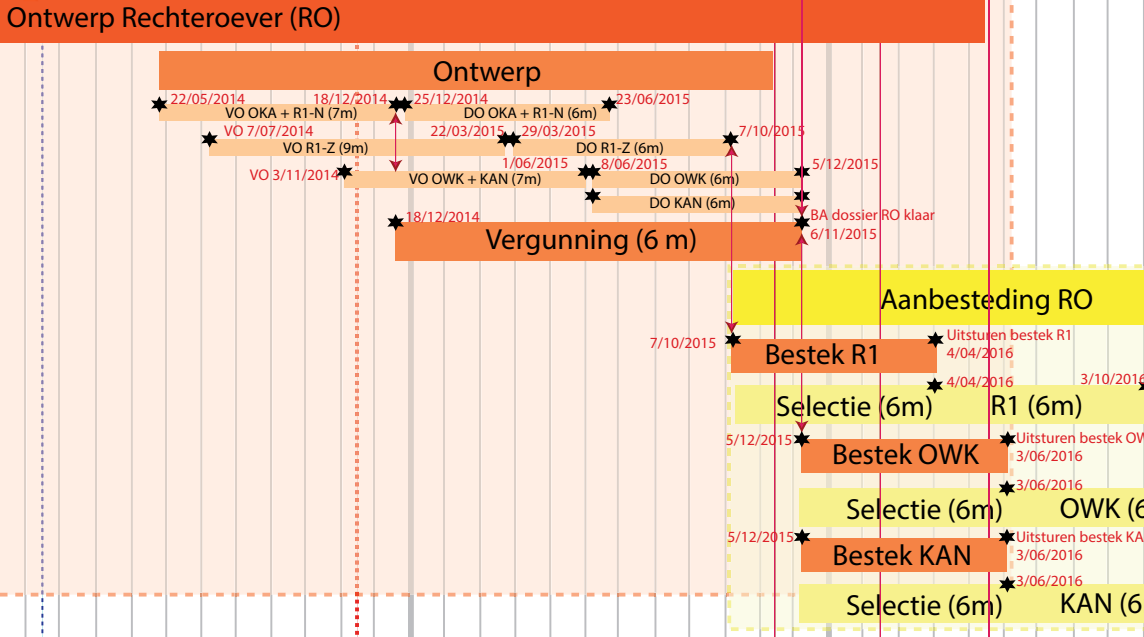 Ontwerp Rechteroever (RO)
Ontwerp
22/05/2014 18/12/2014 25/12/2014 23/06/2015
VO OKA + R1-N (7m) DO OKA + R1-N (6m)
VO 7/07/2014 22/03/2015 29/03/2015 7/10/2015
VO R1-Z (9m) DO R1-Z (6m)
1/06/2015 8/06/2015 5/12/2015
VO 3/11/2014 VO OWK + KAN (7m) DO OWK (6m)
DO KAN (6m)
18/12/2014 BA dossier RO klaar
Vergunning (6 m) 6/11/2015
Aanbesteding RO
7/10/2015 Bestek R1 Uitsturen bestek R1
4/04/2016
4/04/2016 3/10/2016
Selectie (6m) R1 (6m)
5/12/2015 Bestek OWK Uitsturen bestek OW
3/06/2016
3/06/2016
Selectie (6m) OWK (6
5/12/2015 Bestek KAN Uitsturen bestek KA
3/06/2016
3/06/2016
Selectie (6m) KAN (6